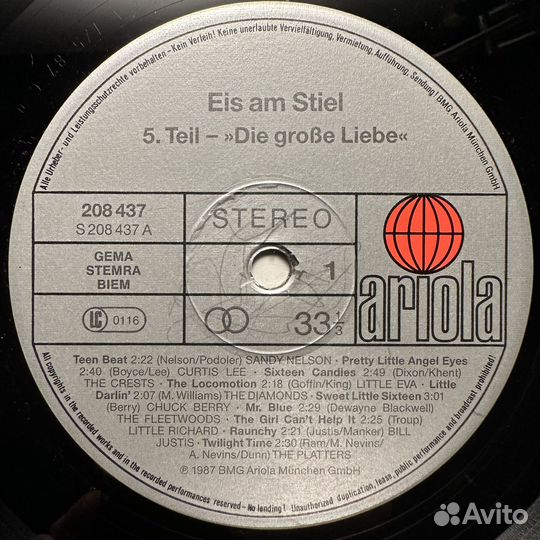 Alle Urheber- und Leistungsschutzrechte vorbehalten – Kein Verleih! Keine unerlaubte Vervielfältigung, Vermietung, Aufführung, Sendung! BMG Ariola München GmbH.
Eis am Stiel
5. Teil – »Die große Liebe«
208 437
S 208 437 A
STEREO
GEMA
STEMRA
BIEM
1
LC 0116
33 1/3
ariola
Teen Beat 2:22 (Nelson/Podoler) SANDY NELSON · Pretty Little Angel Eyes
2:40 (Boyce/Lee) CURTIS LEE · Sixteen Candles 2:49 (Dixon/Khent)
THE CRESTS · The Locomotion 2:18 (Goffin/King) LITTLE EVA · Little
Darlin' 2:07 (M. Williams) THE DIAMONDS · Sweet Little Sixteen 3:01
(Berry) CHUCK BERRY · Mr. Blue 2:29 (Dewayne Blackwell)
THE FLEETWOODS · The Girl Can't Help It 2:25 (Troup)
LITTLE RICHARD · Raunchy 2:21 (Justis/Manker) BILL
JUSTIS · Twilight Time 2:30 (Ram/M. Nevins/
A. Nevins/Dunn) THE PLATTERS
℗ 1987 BMG Ariola München GmbH
All copyrights in the recorded works and in the recorded performances reserved – No lending! Unauthorized duplication, lease, public performance and broadcast prohibited!
Avito